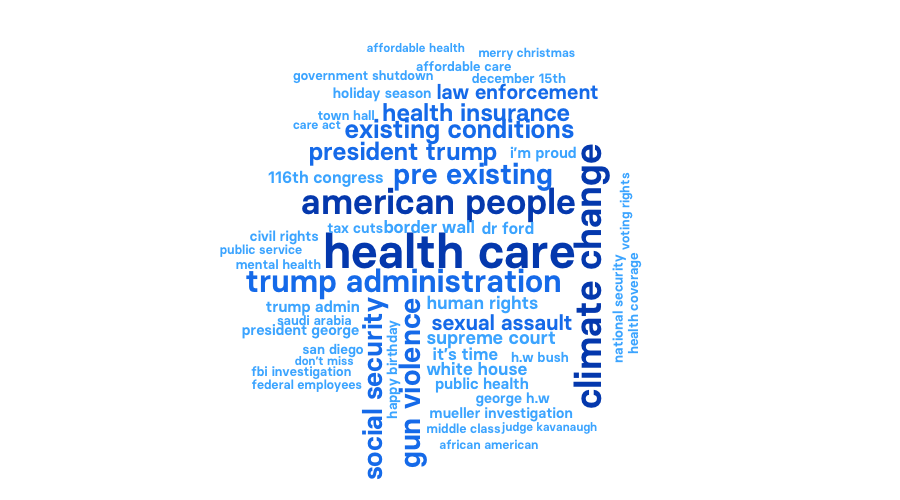 affordable health
merry christmas
affordable care
government shutdown
december 15th
holiday season
law enforcement
town hall
health insurance
care act
existing conditions
president trump
i'm proud
116th congress
pre existing
american people
tax cuts
border wall
dr ford
civil rights
public service
health care
mental health
trump administration
climate change
voting rights
national security
health coverage
trump admin
human rights
saudi arabia
president george
social security
happy birthday
gun violence
sexual assault
supreme court
san diego
it's time
h.w bush
don't miss
fbi investigation
white house
federal employees
public health
george h.w
mueller investigation
middle class
judge kavanaugh
african american